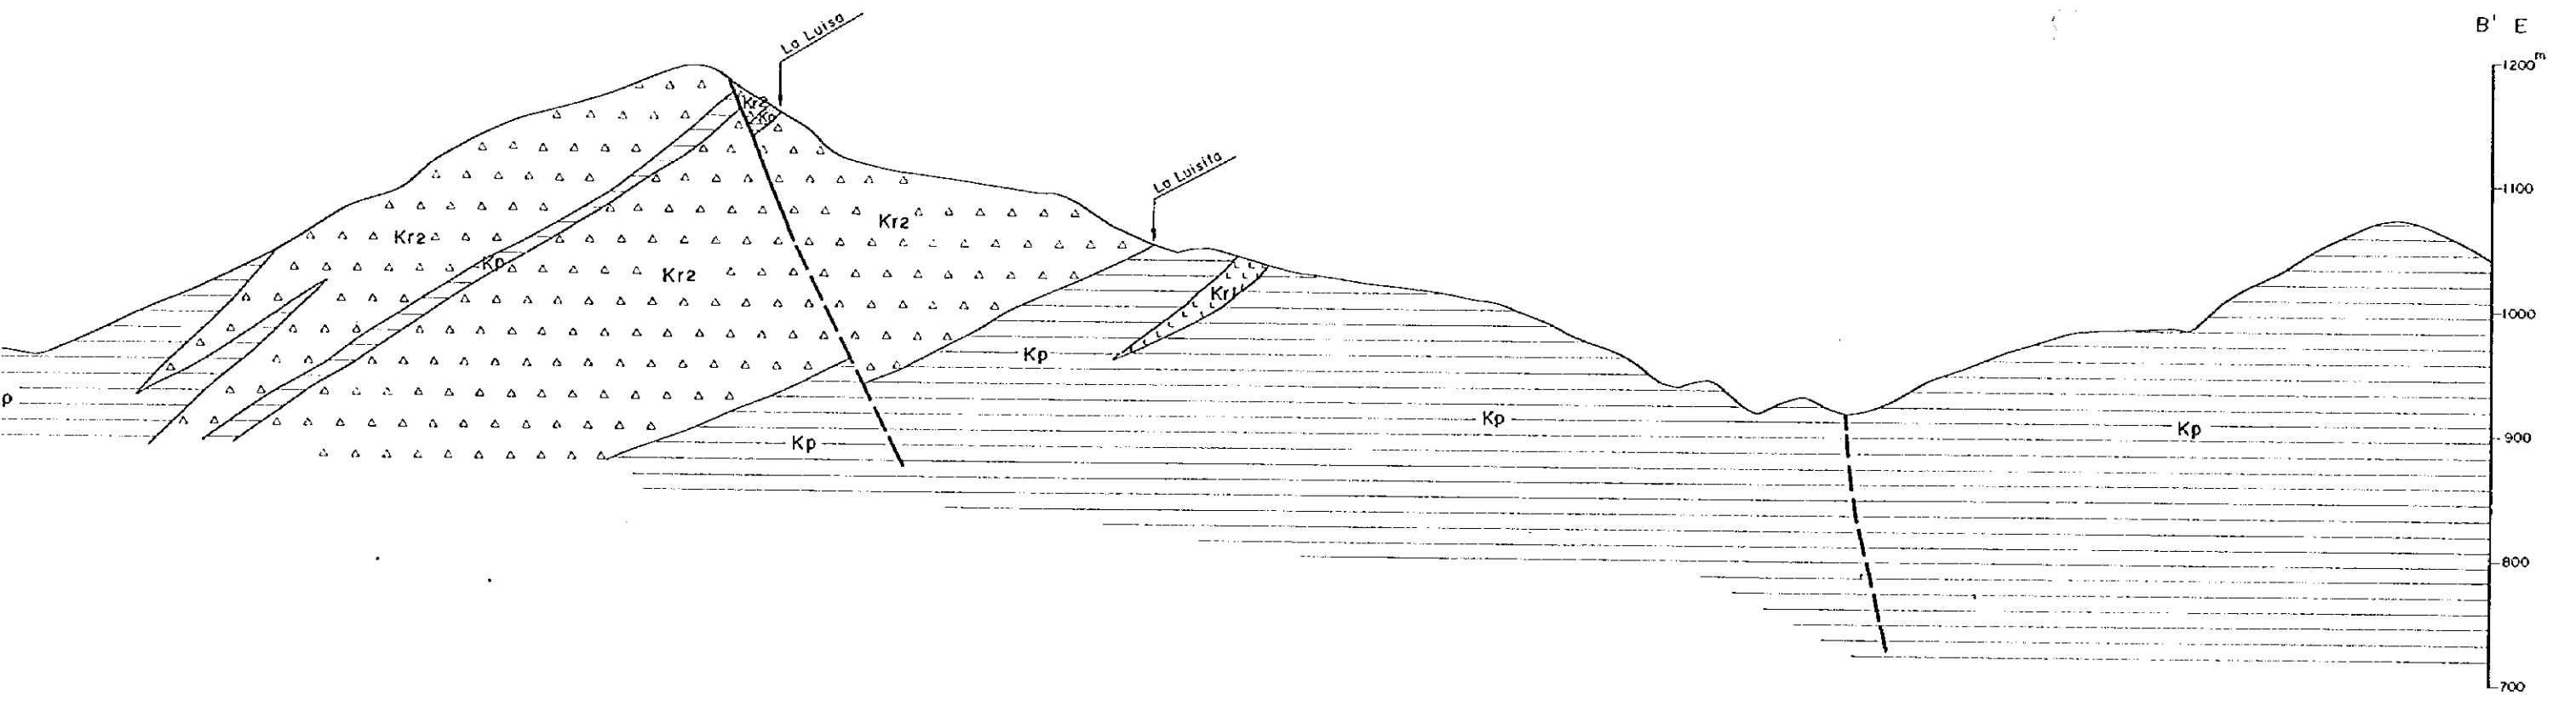 B' E
La Luisa
1200m
Kr2
Kp
La Luisita
1100
Kr2
Kr2
Kp
Kr2
Kr1
1000
Kp
p
Kp
Kp
Kp
900
800
700